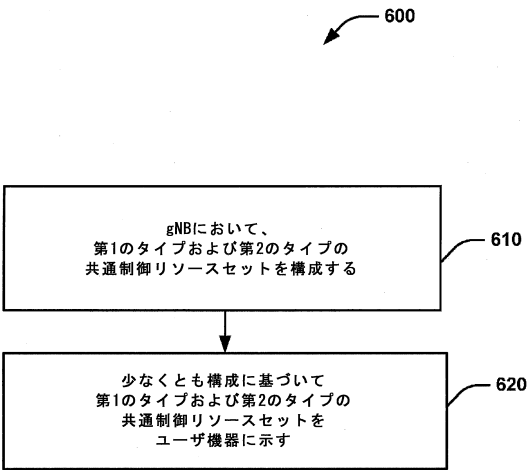 600
gNBにおいて、
第1のタイプおよび第2のタイプの
共通制御リソースセットを構成する
610
少なくとも構成に基づいて
第1のタイプおよび第2のタイプの
共通制御リソースセットを
ユーザ機器に示す
620